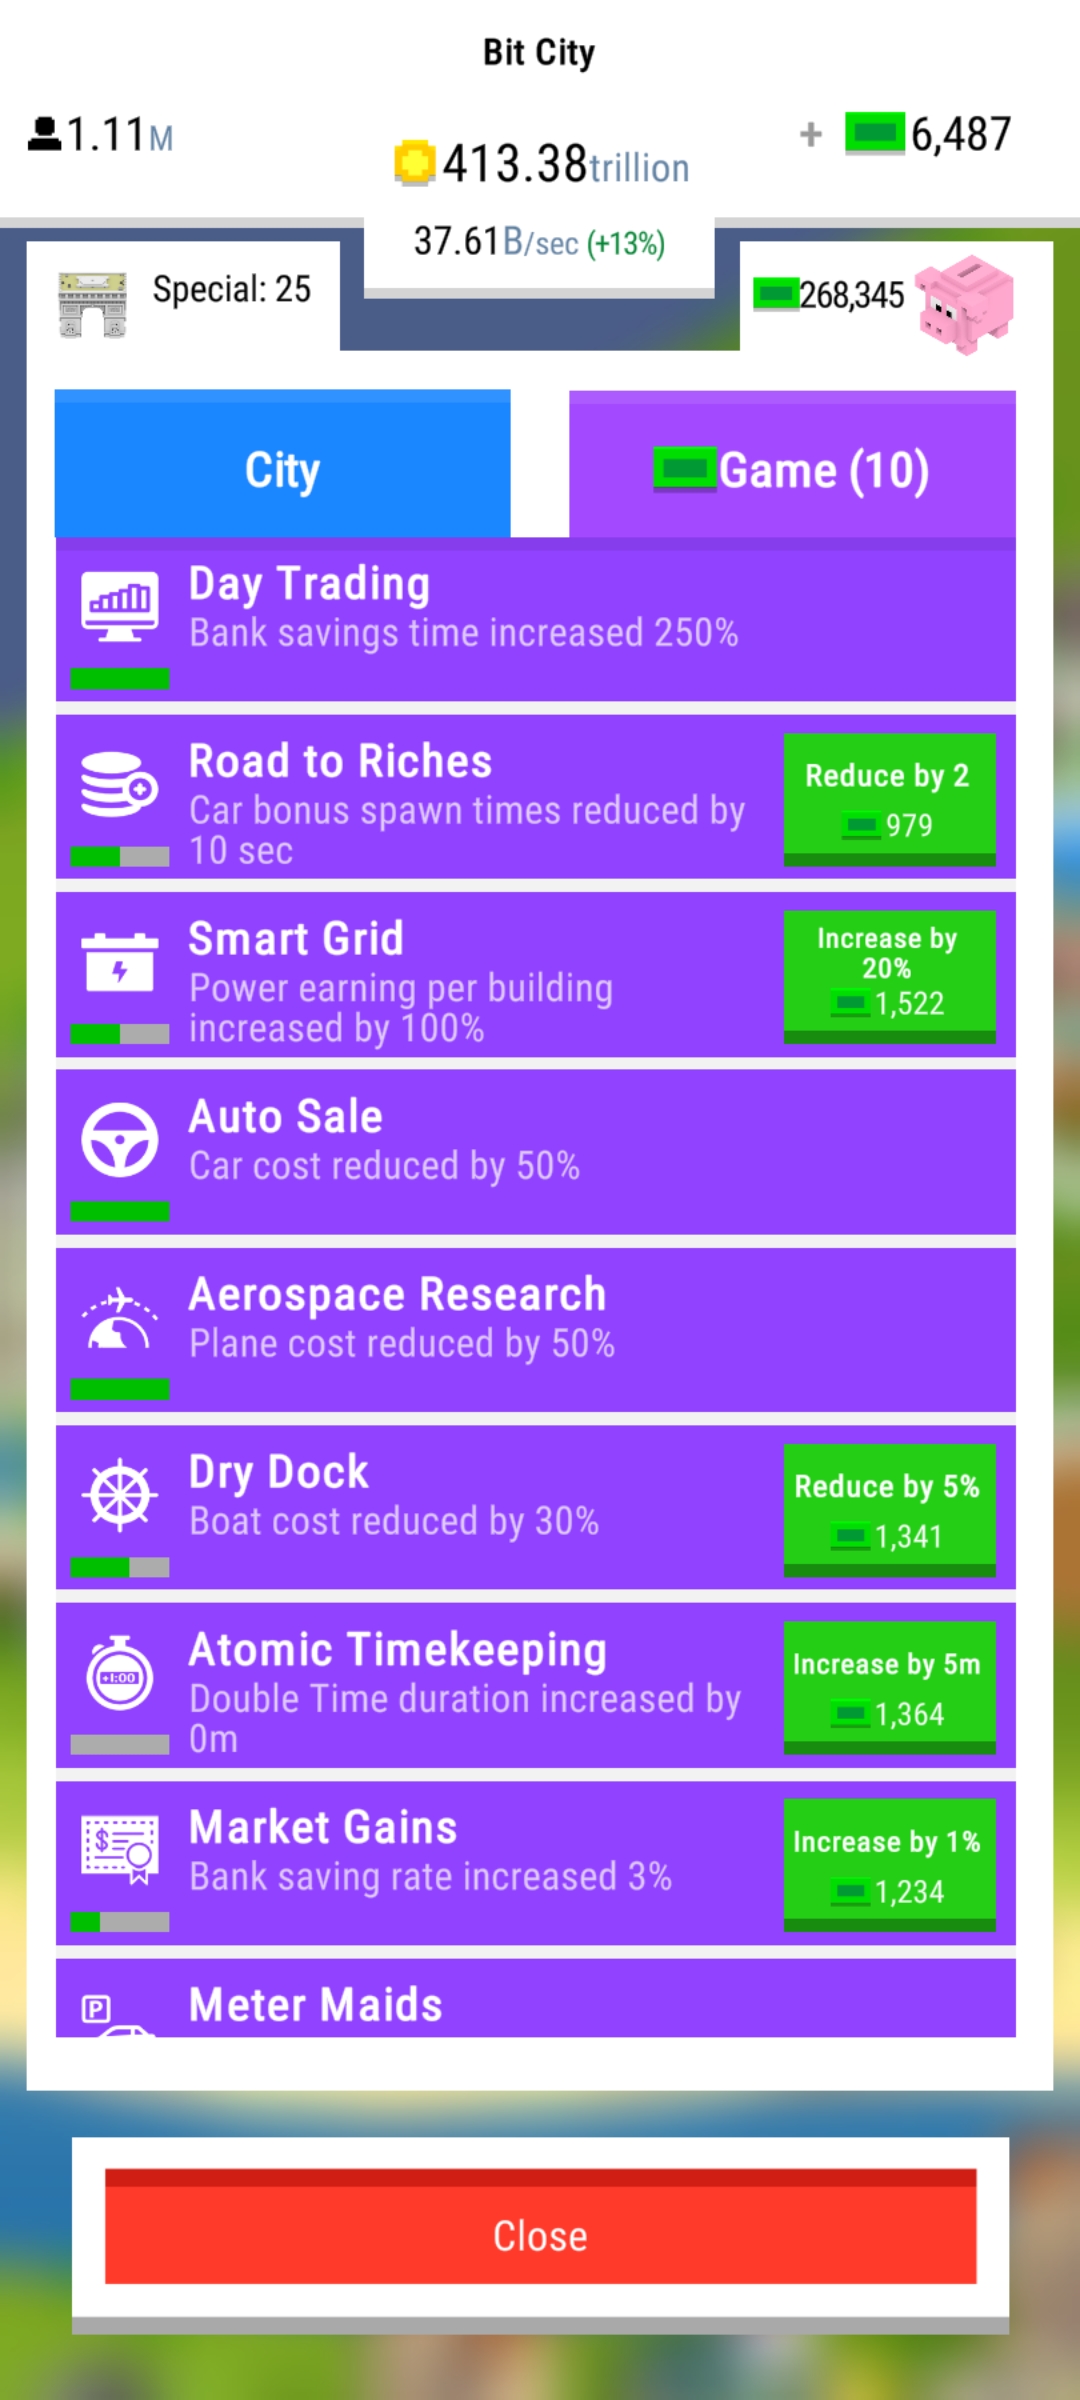 Bit City
1.11M
413.38trillion
+ 6,487
37.61B/sec (+13%)
Special: 25
268,345
City
Game (10)
Day Trading
Bank savings time increased 250%
Road to Riches
Car bonus spawn times reduced by
10 sec
Reduce by 2
979
Smart Grid
Power earning per building
increased by 100%
Increase by
20%
1,522
Auto Sale
Car cost reduced by 50%
Aerospace Research
Plane cost reduced by 50%
Dry Dock
Boat cost reduced by 30%
Reduce by 5%
1,341
+1:00
Atomic Timekeeping
Double Time duration increased by
0m
Increase by 5m
1,364
$
Market Gains
Bank saving rate increased 3%
Increase by 1%
1,234
P
Meter Maids
Close